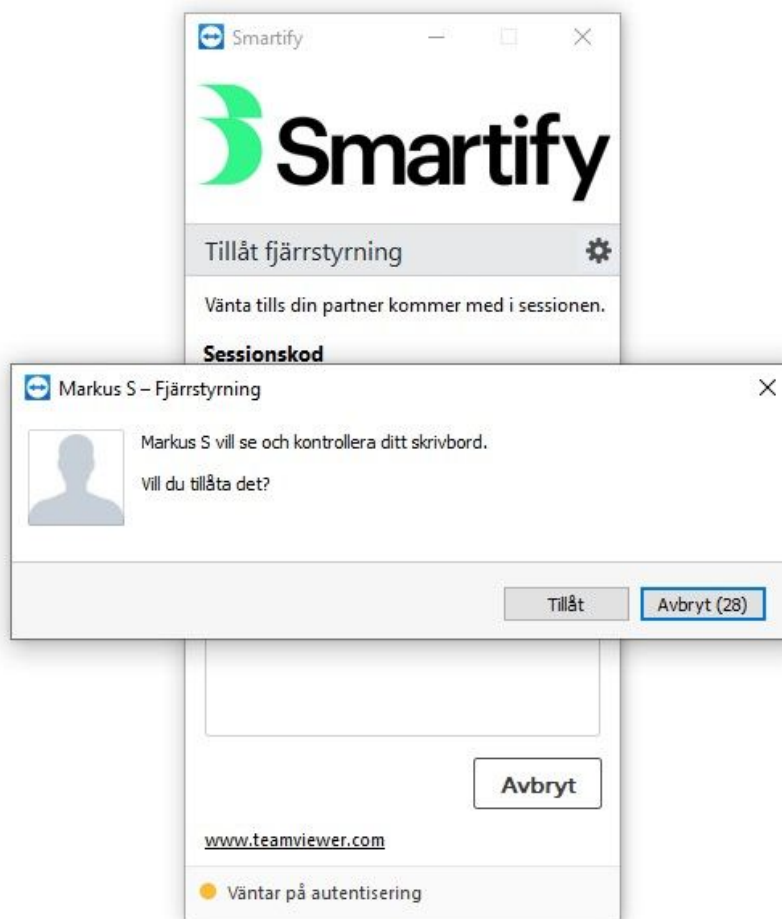 Smartify
Smartify
Tillåt fjärrstyrning
Vänta tills din partner kommer med i sessionen.
Sessionskod
Markus S – Fjärrstyrning
Markus S vill se och kontrollera ditt skrivbord.
Vill du tillåta det?
Tillåt
Avbryt (28)
Avbryt
www.teamviewer.com
Väntar på autentisering